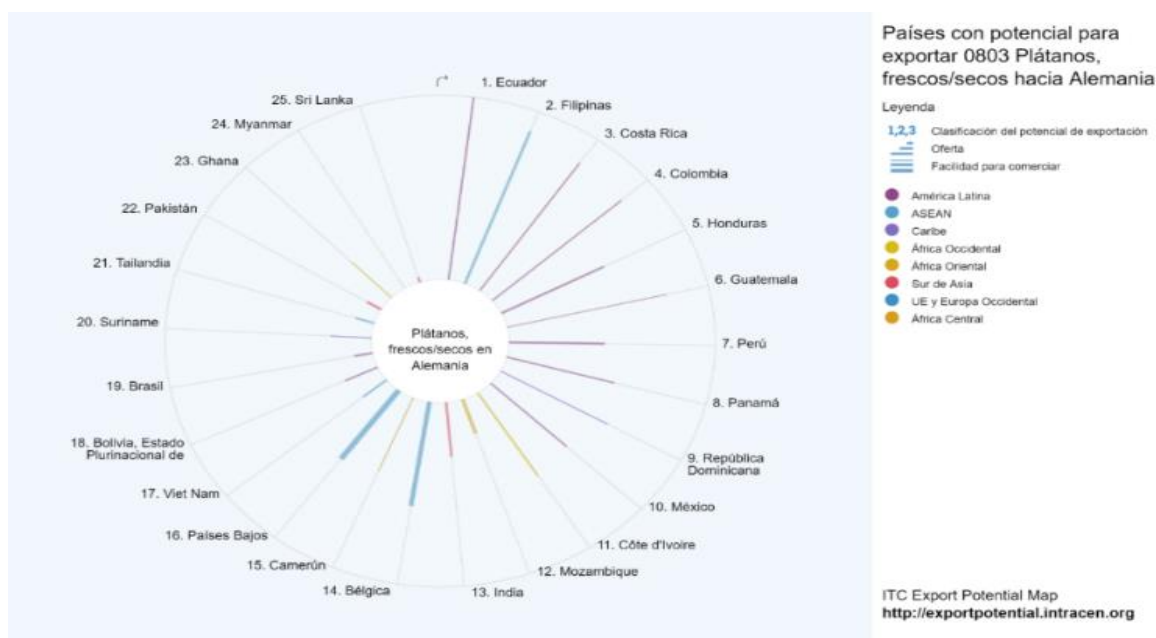 Países con potencial para
exportar 0803 Plátanos,
frescos/secos hacia Alemania
Leyenda
1,2,3 Clasificación del potencial de exportación
Oferta
Facilidad para comerciar
América Latina
ASEAN
Caribe
África Occidental
África Oriental
Sur de Asia
UE y Europa Occidental
África Central
1. Ecuador
2. Filipinas
3. Costa Rica
4. Colombia
5. Honduras
6. Guatemala
7. Perú
8. Panamá
9. República
Dominicana
10. México
11. Côte d'Ivoire
12. Mozambique
13. India
14. Bélgica
15. Camerún
16. Países Bajos
17. Viet Nam
18. Bolivia, Estado
Plurinacional de
19. Brasil
20. Suriname
21. Tailandia
22. Pakistán
23. Ghana
24. Myanmar
25. Sri Lanka
Plátanos,
frescos/secos en
Alemania
ITC Export Potential Map
http://exportpotential.intracen.org